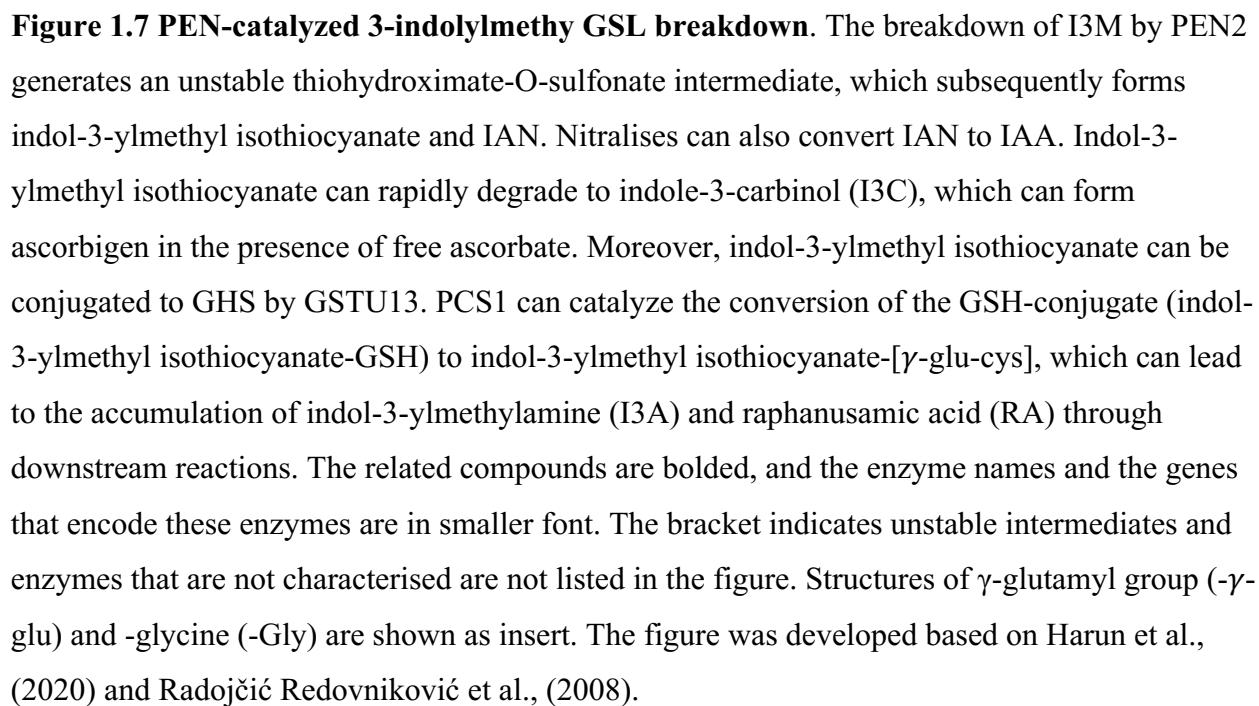 Figure 1.7 PEN-catalyzed 3-indolylmethy GSL breakdown. The breakdown of I3M by PEN2
generates an unstable thiohydroximate-O-sulfonate intermediate, which subsequently forms
indol-3-ylmethyl isothiocyanate and IAN. Nitralises can also convert IAN to IAA. Indol-3-
ylmethyl isothiocyanate can rapidly degrade to indole-3-carbinol (I3C), which can form
ascorbigen in the presence of free ascorbate. Moreover, indol-3-ylmethyl isothiocyanate can be
conjugated to GHS by GSTU13. PCS1 can catalyze the conversion of the GSH-conjugate (indol-
3-ylmethyl isothiocyanate-GSH) to indol-3-ylmethyl isothiocyanate-[γ-glu-cys], which can lead
to the accumulation of indol-3-ylmethylamine (I3A) and raphanusamic acid (RA) through
downstream reactions. The related compounds are bolded, and the enzyme names and the genes
that encode these enzymes are in smaller font. The bracket indicates unstable intermediates and
enzymes that are not characterised are not listed in the figure. Structures of γ-glutamyl group (-γ-
glu) and -glycine (-Gly) are shown as insert. The figure was developed based on Harun et al.,
(2020) and Radojčić Redovniković et al., (2008).